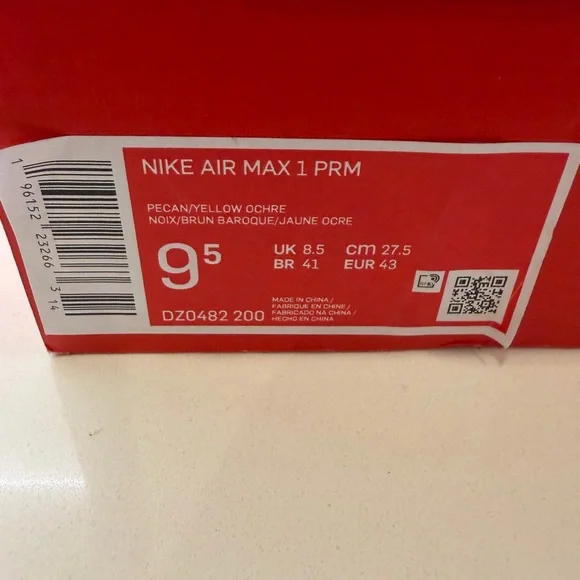 NIKE AIR MAX 1 PRM
PECAN/YELLOW OCHRE
NOIX/BRUN BAROQUE/JAUNE OCRE
9⁵
UK 8.5 cm 27.5
BR 41 EUR 43
DZ0482 200
MADE IN CHINA /
FABRIQUE EN CHINE /
FABRICADO NA CHINA /
HECHO EN CHINA
1 96152 23266 3 14